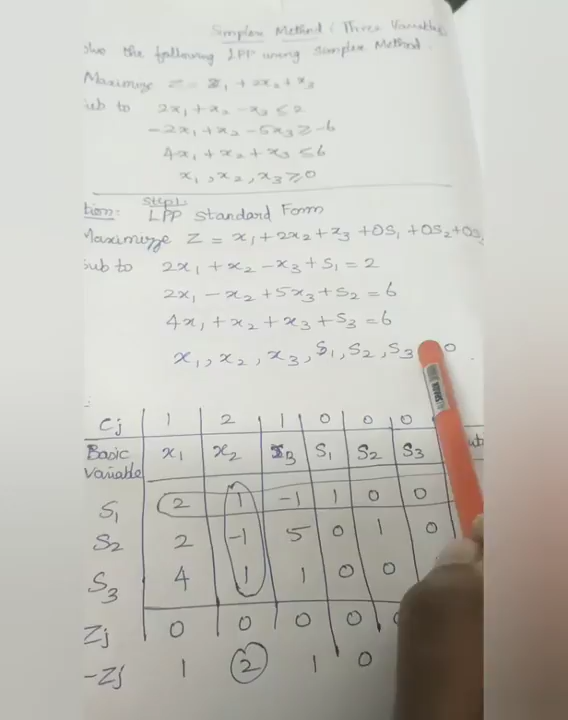 Simplex Method (Three Variables
olve the following LPP using Simplex Method.
Maximize Z = x₁ + 2x₂ + x₃
Sub to 2x₁ + x₂ - x₃ ≤ 2
-2x₁ + x₂ - 5x₃ ≥ -6
4x₁ + x₂ + x₃ ≤ 6
x₁, x₂, x₃ ≥ 0
Step1
tion: LPP Standard Form
Maximize Z = x₁ + 2x₂ + x₃ + 0S₁ + 0S₂ + 0S₃
Sub to 2x₁ + x₂ - x₃ + S₁ = 2
2x₁ - x₂ + 5x₃ + S₂ = 6
4x₁ + x₂ + x₃ + S₃ = 6
x₁, x₂, x₃, S₁, S₂, S₃ 0
Cj 1 2 1 0 0 0
Basic Variable x₁ x₂ x₃ S₁ S₂ S₃
S₁ 2 1 -1 1 0 0
S₂ 2 -1 5 0 1 0
S₃ 4 1 1 0 0
Zj 0 0 0 0
-Zj 1 2 1 0